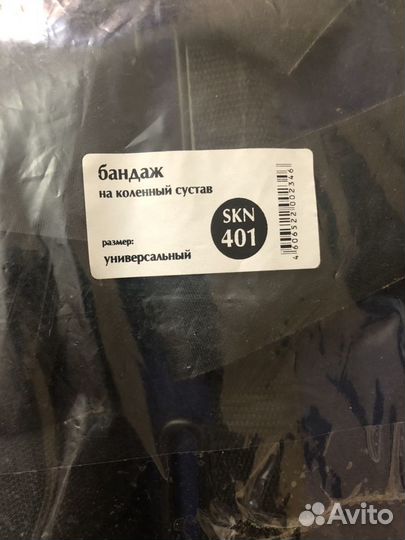 бандаж
на коленный сустав
SKN
401
размер:
универсальный
4606522002346
Avito